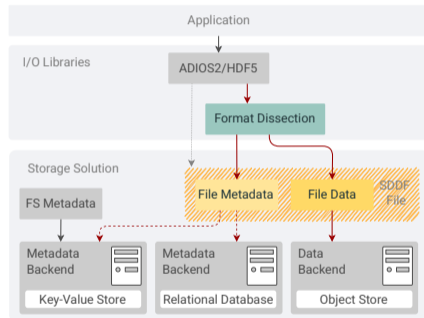 Application
I/O Libraries
ADIOS2/HDF5
Format Dissection
Storage Solution
SDDF
File
File Metadata
File Data
FS Metadata
Metadata
Backend
Key-Value Store
Metadata
Backend
Relational Database
Data
Backend
Object Store